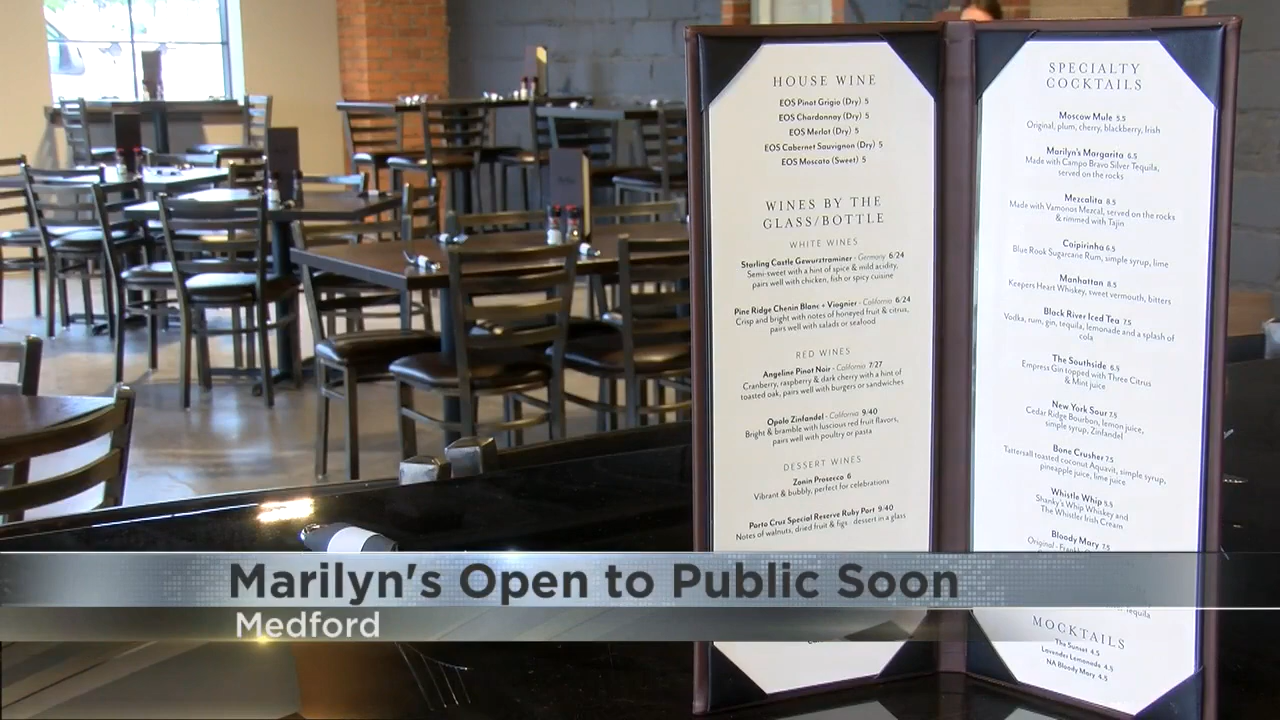 HOUSE WINE
EOS Pinot Grigio (Dry) 5
EOS Chardonnay (Dry) 5
EOS Merlot (Dry) 5
EOS Cabernet Sauvignon (Dry) 5
EOS Moscato (Sweet) 5
WINES BY THE
GLASS/BOTTLE
WHITE WINES
Starling Castle Gewurztraminer - Germany 6/24
Semi-sweet with a hint of spice & mild acidity,
pairs well with chicken, fish or spicy cuisine
Pine Ridge Chenin Blanc + Viognier - California 6/24
Crisp and bright with notes of honeyed fruit & citrus,
pairs well with salads or seafood
RED WINES
Angeline Pinot Noir - California 7/27
Cranberry, raspberry & dark cherry with a hint of
toasted oak, pairs well with burgers or sandwiches
Opolo Zinfandel - California 9/40
Bright & bramble with luscious red fruit flavors,
pairs well with poultry or pasta
DESSERT WINES
Zonin Prosecco 6
Vibrant & bubbly, perfect for celebrations
Porto Cruz Special Reserve Ruby Port 9/40
Notes of walnuts, dried fruit & figs - dessert in a glass
SPECIALTY
COCKTAILS
Moscow Mule 5.5
Original, plum, cherry, blackberry, Irish
Marilyn's Margarita 6.5
Made with Campo Bravo Silver Tequila,
served on the rocks
Mezcalita 8.5
Made with Vamonos Mezcal, served on the rocks
& rimmed with Tajin
Caipirinha 6.5
Blue Rook Sugarcane Rum, simple syrup, lime
Manhattan 8.5
Keepers Heart Whiskey, sweet vermouth, bitters
Black River Iced Tea 7.5
Vodka, rum, gin, tequila, lemonade and a splash of
cola
The Southside 6.5
Empress Gin topped with Three Citrus
& Mint juice
New York Sour 7.5
Cedar Ridge Bourbon, lemon juice,
simple syrup, Zinfandel
Bone Crusher 7.5
Tattersall toasted coconut Aquavit, simple syrup,
pineapple juice, lime juice
Whistle Whip 5.5
Shanky's Whip Whiskey and
The Whistler Irish Cream
Bloody Mary 7.5
Original -
Tequila
MOCKTAILS
The Sunset 4.5
Lavender Lemonade 4.5
NA Bloody Mary 4.5
Marilyn's Open to Public Soon
Medford